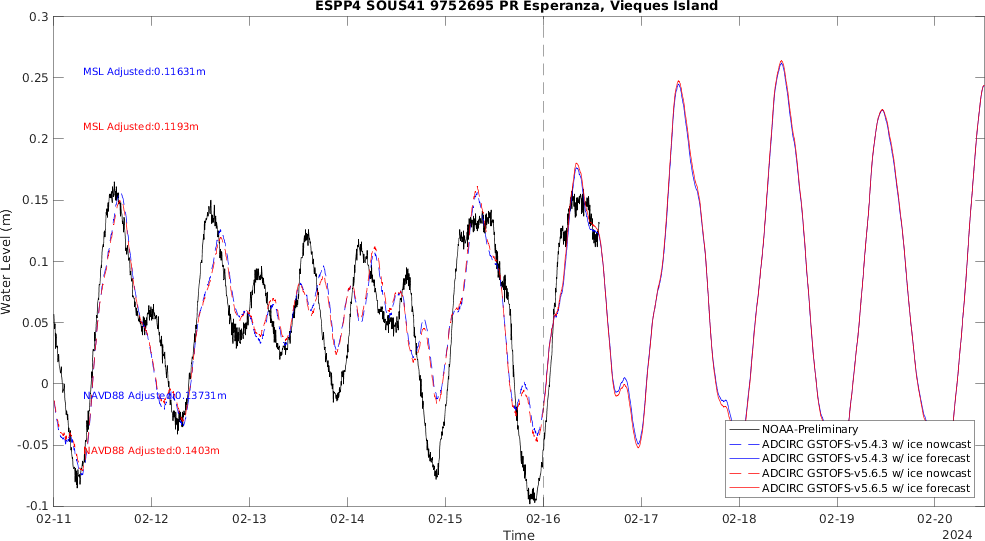 ESPP4 SOUS41 9752695 PR Esperanza, Vieques Island
0.3
0.25
0.2
0.15
0.1
0.05
0
-0.05
-0.1
Water Level (m)
MSL Adjusted:0.11631m
MSL Adjusted:0.1193m
NAVD88 Adjusted:0.13731m
NAVD88 Adjusted:0.1403m
NOAA-Preliminary
ADCIRC GSTOFS-v5.4.3 w/ ice nowcast
ADCIRC GSTOFS-v5.4.3 w/ ice forecast
ADCIRC GSTOFS-v5.6.5 w/ ice nowcast
ADCIRC GSTOFS-v5.6.5 w/ ice forecast
02-11 02-12 02-13 02-14 02-15 02-16 02-17 02-18 02-19 02-20
Time
2024